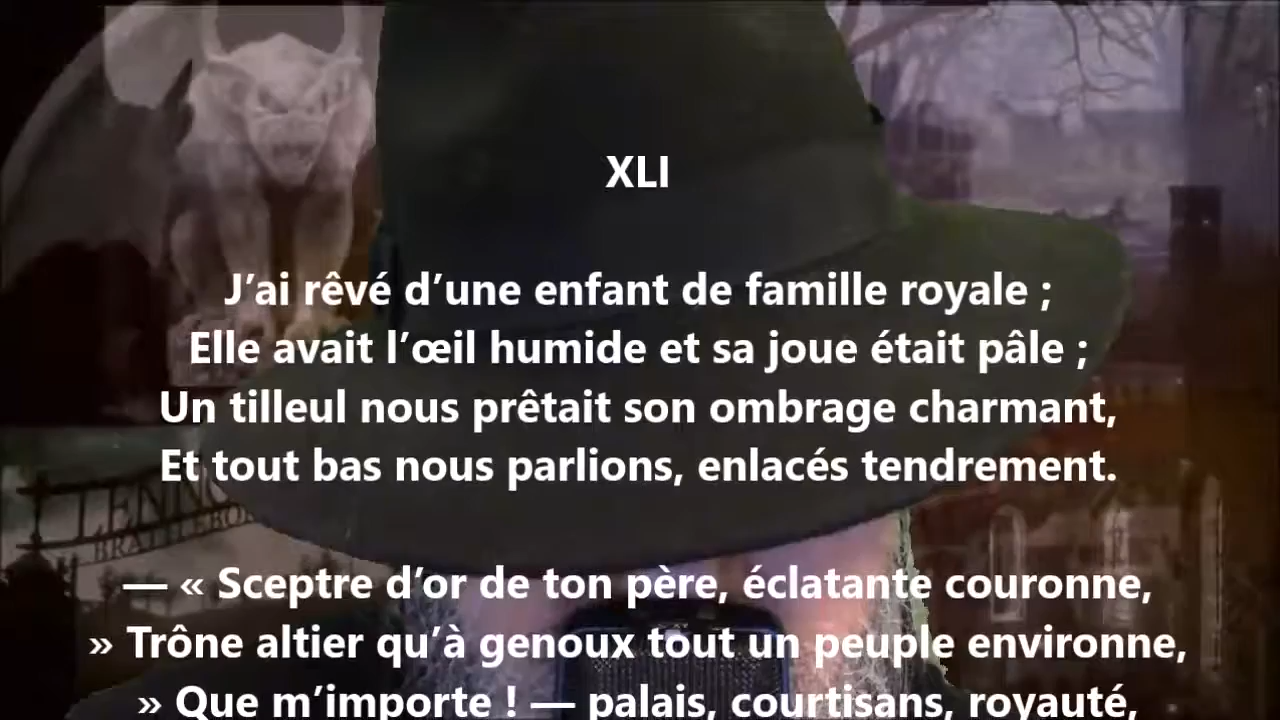 XLI
J’ai rêvé d’une enfant de famille royale ;
Elle avait l’œil humide et sa joue était pâle ;
Un tilleul nous prêtait son ombrage charmant,
Et tout bas nous parlions, enlacés tendrement.
— « Sceptre d’or de ton père, éclatante couronne,
» Trône altier qu’à genoux tout un peuple environne,
» Que m’importe ! — palais, courtisans, royauté,